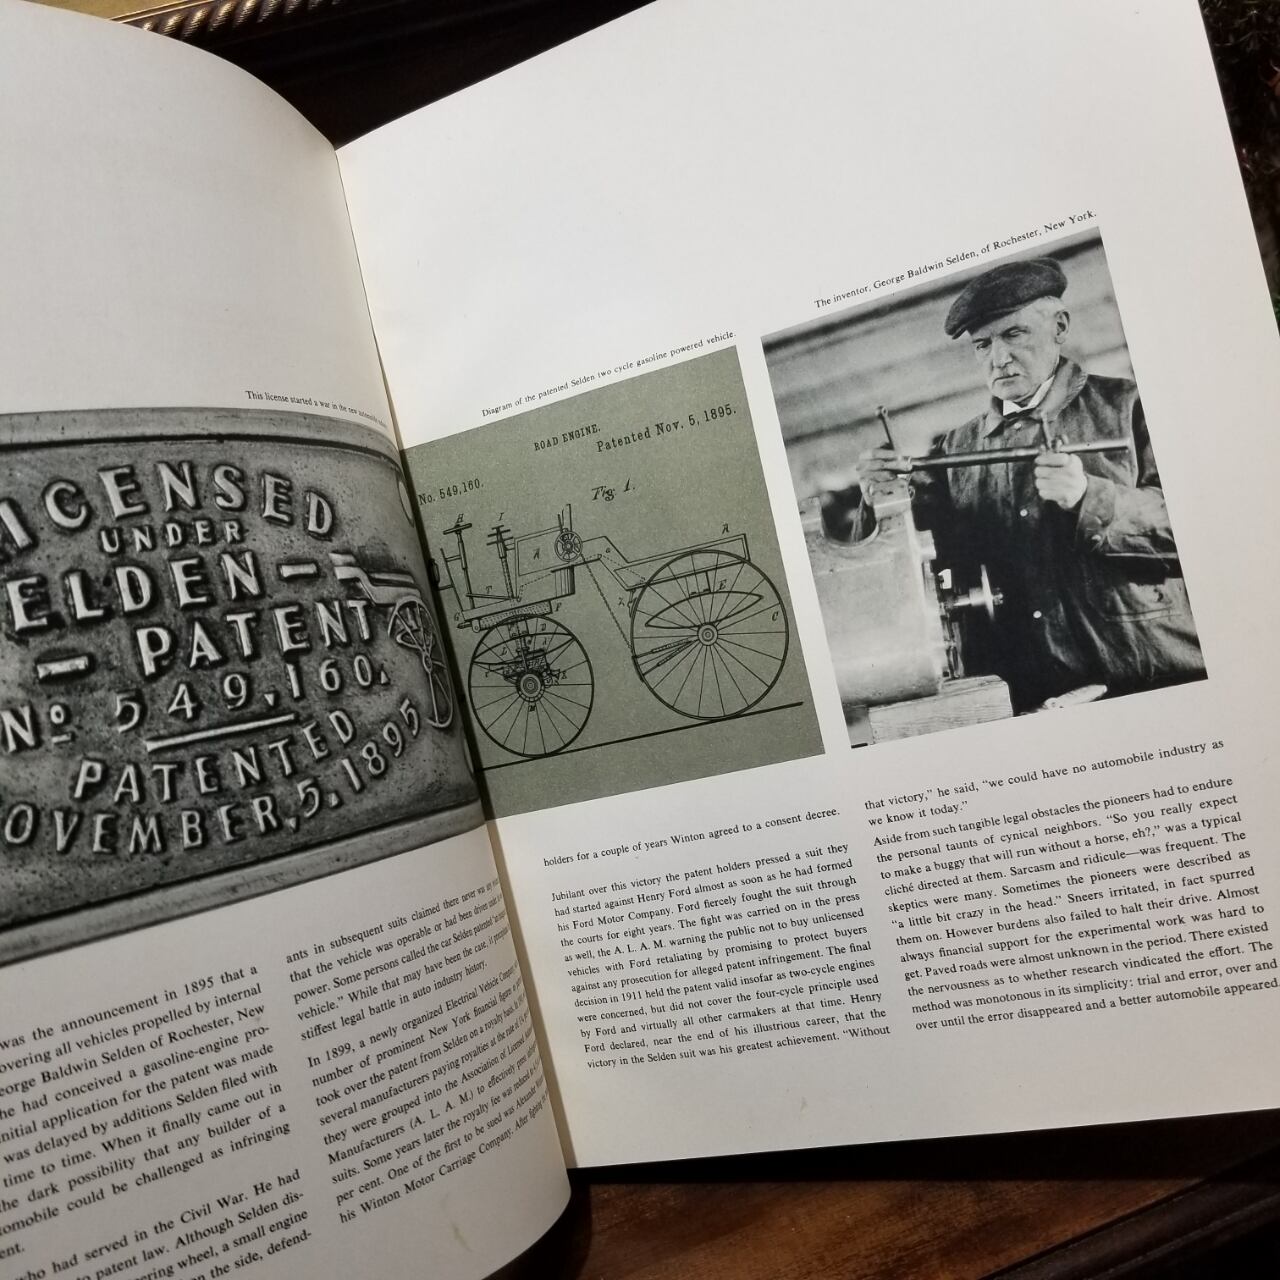 This license started a war in the new automobile
LICENSED
UNDER
SELDEN-
- PATENT
No 549,160.
PATENTED
NOVEMBER, 5. 1895
was the announcement in 1895 that a
overing all vehicles propelled by internal
eorge Baldwin Selden of Rochester, New
he had conceived a gasoline-engine pro-
nitial application for the patent was made
was delayed by additions Selden filed with
time to time. When it finally came out in
the dark possibility that any builder of a
tomobile could be challenged as infringing
ent.
who had served in the Civil War. He had
to patent law. Although Selden dis-
ering wheel, a small engine
on the side, defend-
ants in subsequent suits claimed there never was any
that the vehicle was operable or had been driven under
power. Some persons called the car Selden patented
vehicle." While that may have been the case, it
stiffest legal battle in auto industry history.
In 1899, a newly organized Electrical Vehicle Company
number of prominent New York financial figures
took over the patent from Selden on a royalty basis.
several manufacturers paying royalties at the rate of
they were grouped into the Association of Licensed
Manufacturers (A. L. A. M.) to effectively press
suits. Some years later the royalty fee was reduced to
per cent. One of the first to be sued was Alexander
his Winton Motor Carriage Company. After fighting
Diagram of the patented Selden two cycle gasoline powered vehicle.
ROAD ENGINE.
No. 549,160.
Patented Nov. 5, 1895.
Fig. 1.
The inventor, George Baldwin Selden, of Rochester, New York.
holders for a couple of years Winton agreed to a consent decree.
Jubilant over this victory the patent holders pressed a suit they
had started against Henry Ford almost as soon as he had formed
his Ford Motor Company. Ford fiercely fought the suit through
the courts for eight years. The fight was carried on in the press
as well, the A. L. A. M. warning the public not to buy unlicensed
vehicles with Ford retaliating by promising to protect buyers
against any prosecution for alleged patent infringement. The final
decision in 1911 held the patent valid insofar as two-cycle engines
were concerned, but did not cover the four-cycle principle used
by Ford and virtually all other carmakers at that time. Henry
Ford declared, near the end of his illustrious career, that the
victory in the Selden suit was his greatest achievement. "Without
that victory," he said, "we could have no automobile industry as
we know it today."
Aside from such tangible legal obstacles the pioneers had to endure
the personal taunts of cynical neighbors. "So you really expect
to make a buggy that will run without a horse, eh?," was a typical
cliché directed at them. Sarcasm and ridicule—was frequent. The
skeptics were many. Sometimes the pioneers were described as
"a little bit crazy in the head." Sneers irritated, in fact spurred
them on. However burdens also failed to halt their drive. Almost
always financial support for the experimental work was hard to
get. Paved roads were almost unknown in the period. There existed
the nervousness as to whether research vindicated the effort. The
method was monotonous in its simplicity: trial and error, over and
over until the error disappeared and a better automobile appeared.